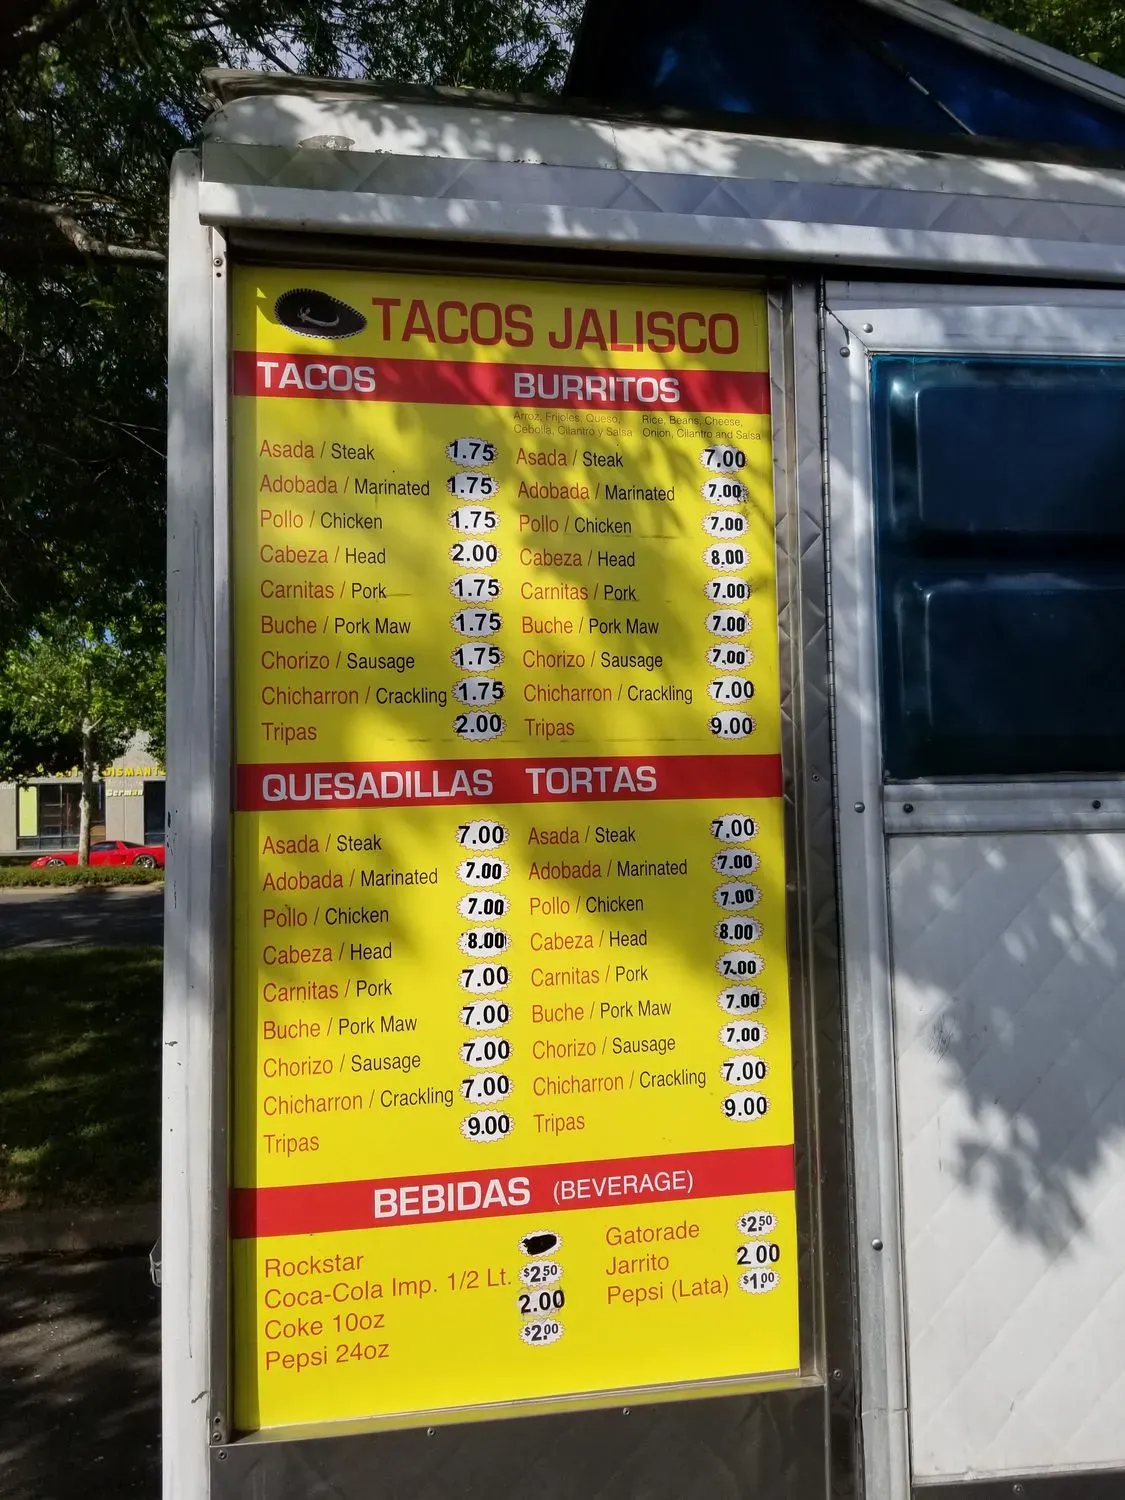 TACOS JALISCO
TACOS
Asada / Steak 1.75
Adobada / Marinated 1.75
Pollo / Chicken 1.75
Cabeza / Head 2.00
Carnitas / Pork 1.75
Buche / Pork Maw 1.75
Chorizo / Sausage 1.75
Chicharron / Crackling 1.75
Tripas 2.00
BURRITOS
Arroz, Frijoles, Queso,
Cebolla, Cilantro y Salsa
Rice, Beans, Cheese,
Onion, Cilantro and Salsa
Asada / Steak 7.00
Adobada / Marinated 7.00
Pollo / Chicken 7.00
Cabeza / Head 8.00
Carnitas / Pork 7.00
Buche / Pork Maw 7.00
Chorizo / Sausage 7.00
Chicharron / Crackling 7.00
Tripas 9.00
QUESADILLAS
Asada / Steak 7.00
Adobada / Marinated 7.00
Pollo / Chicken 7.00
Cabeza / Head 8.00
Carnitas / Pork 7.00
Buche / Pork Maw 7.00
Chorizo / Sausage 7.00
Chicharron / Crackling 7.00
Tripas 9.00
TORTAS
Asada / Steak 7.00
Adobada / Marinated 7.00
Pollo / Chicken 7.00
Cabeza / Head 8.00
Carnitas / Pork 7.00
Buche / Pork Maw 7.00
Chorizo / Sausage 7.00
Chicharron / Crackling 7.00
Tripas 9.00
BEBIDAS (BEVERAGE)
Rockstar
Coca-Cola Imp. 1/2 Lt. $2.50
Coke 10oz 2.00
Pepsi 24oz $2.00
Gatorade $2.50
Jarrito 2.00
Pepsi (Lata) $1.00
German